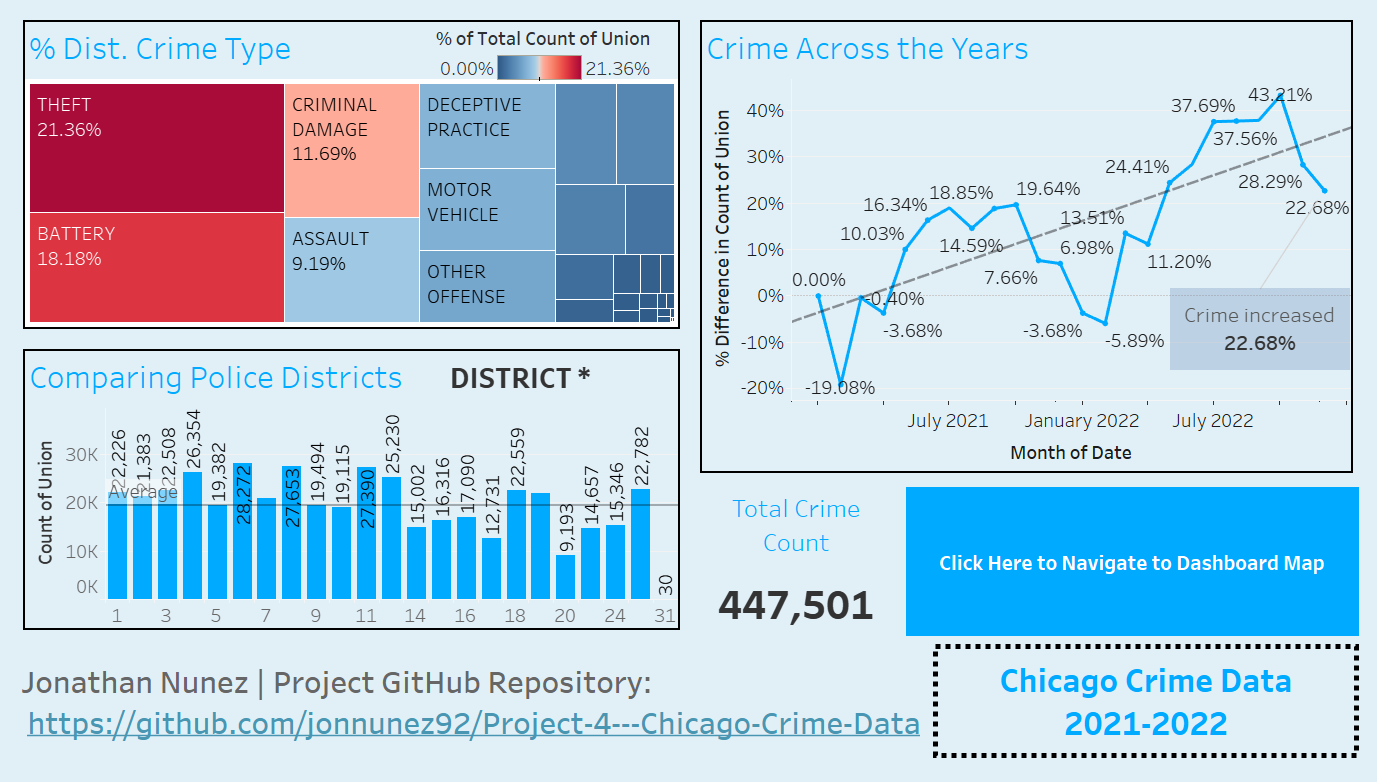 % Dist. Crime Type
% of Total Count of Union
0.00%
21.36%
THEFT
21.36%
BATTERY
18.18%
CRIMINAL
DAMAGE
11.69%
ASSAULT
9.19%
DECEPTIVE
PRACTICE
MOTOR
VEHICLE
OTHER
OFFENSE
Crime Across the Years
% Difference in Count of Union
40%
30%
20%
10%
0%
-10%
-20%
0.00%
-19.08%
-0.40%
-3.68%
10.03%
16.34%
18.85%
14.59%
19.64%
7.66%
6.98%
-3.68%
-5.89%
13.51%
11.20%
24.41%
37.69%
37.56%
43.21%
28.29%
22.68%
Crime increased
22.68%
July 2021
January 2022
July 2022
Month of Date
Comparing Police Districts
DISTRICT *
Count of Union
30K
20K
10K
0K
Average
22,226
21,383
22,508
26,354
19,382
28,272
27,653
19,494
19,115
27,390
25,230
15,002
16,316
17,090
12,731
22,559
9,193
14,657
15,346
22,782
30
1
3
5
7
9
11
14
16
18
20
24
31
Total Crime
Count
447,501
Click Here to Navigate to Dashboard Map
Jonathan Nunez | Project GitHub Repository:
https://github.com/jonnunez92/Project-4---Chicago-Crime-Data
Chicago Crime Data
2021-2022